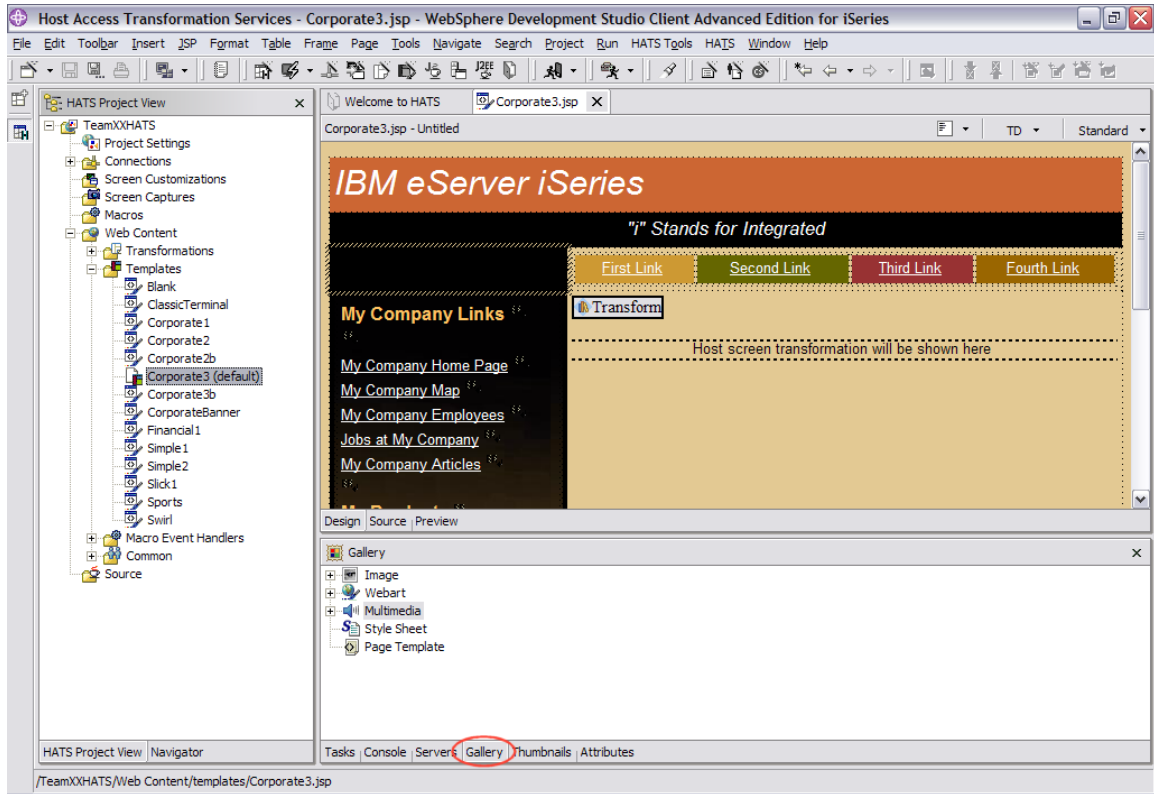 Host Access Transformation Services - Corporate3.jsp - WebSphere Development Studio Client Advanced Edition for iSeries
File Edit Toolbar Insert JSP Format Table Frame Page Tools Navigate Search Project Run HATS Tools HATS Window Help
HATS Project View
TeamXXHATS
Project Settings
Connections
Screen Customizations
Screen Captures
Macros
Web Content
Transformations
Templates
Blank
ClassicTerminal
Corporate1
Corporate2
Corporate2b
Corporate3 (default)
Corporate3b
CorporateBanner
Financial1
Simple1
Simple2
Slick1
Sports
Swirl
Macro Event Handlers
Common
Source
HATS Project View Navigator
Welcome to HATS Corporate3.jsp
Corporate3.jsp - Untitled TD Standard
IBM eServer iSeries
"i" Stands for Integrated
First Link Second Link Third Link Fourth Link
My Company Links
My Company Home Page
My Company Map
My Company Employees
Jobs at My Company
My Company Articles
Transform
Host screen transformation will be shown here
Design Source Preview
Gallery
Image
Webart
Multimedia
Style Sheet
Page Template
Tasks Console Servers Gallery Thumbnails Attributes
/TeamXXHATS/Web Content/templates/Corporate3.jsp